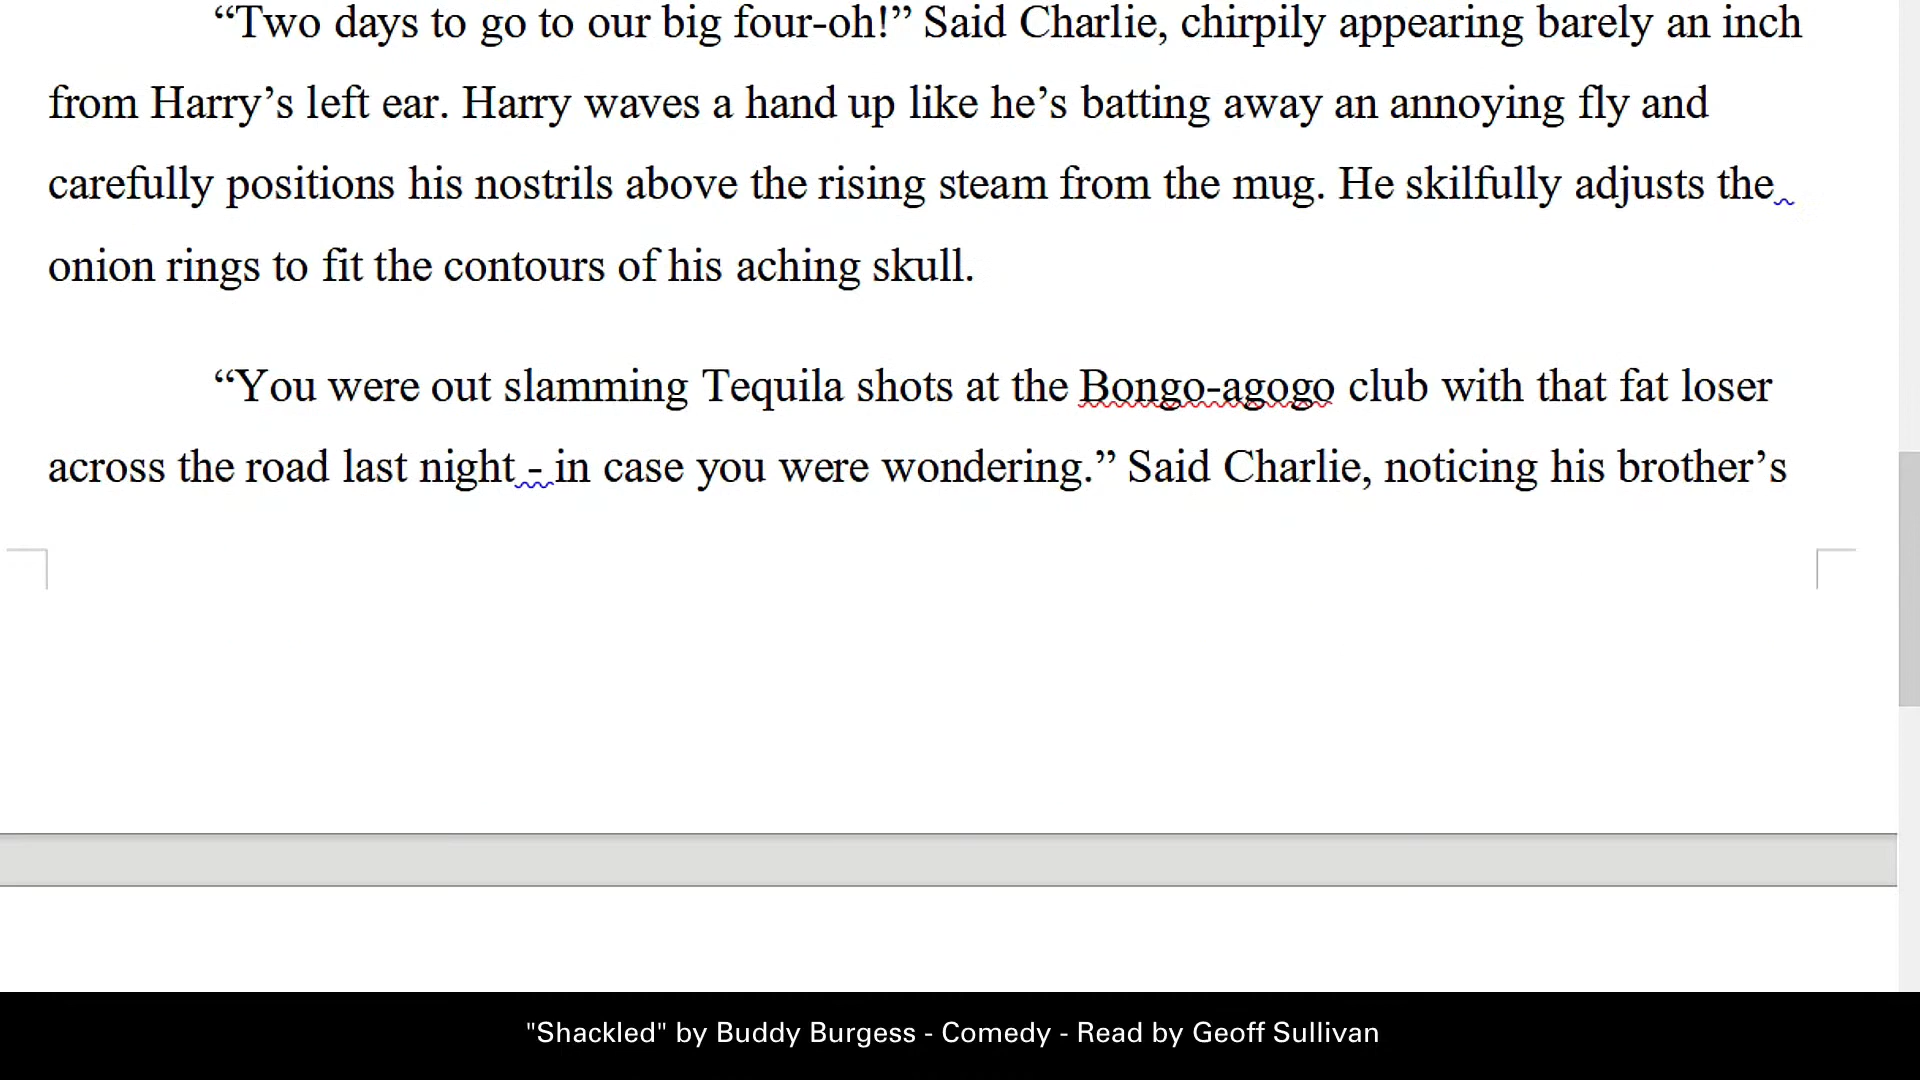 “Two days to go to our big four-oh!” Said Charlie, chirpily appearing barely an inch
from Harry’s left ear. Harry waves a hand up like he’s batting away an annoying fly and
carefully positions his nostrils above the rising steam from the mug. He skilfully adjusts the
onion rings to fit the contours of his aching skull.
“You were out slamming Tequila shots at the Bongo-agogo club with that fat loser
across the road last night - in case you were wondering.” Said Charlie, noticing his brother’s
"Shackled" by Buddy Burgess - Comedy - Read by Geoff Sullivan